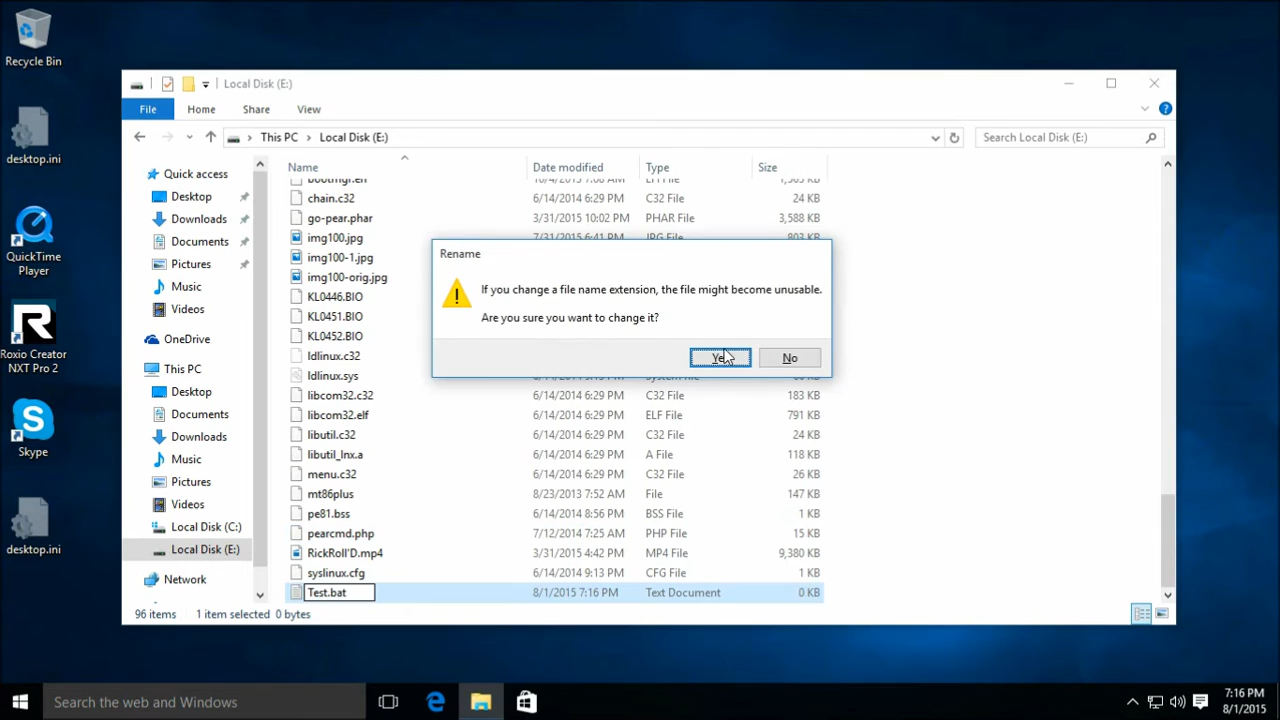 Recycle Bin
desktop.ini
QuickTime
Player
Roxio Creator
NXT Pro 2
Skype
desktop.ini
Local Disk (E:)
File Home Share View
This PC Local Disk (E:)
Search Local Disk (E:)
Quick access
Desktop
Downloads
Documents
Pictures
Music
Videos
OneDrive
This PC
Desktop
Documents
Downloads
Music
Pictures
Videos
Local Disk (C:)
Local Disk (E:)
Network
Name Date modified Type Size
chain.c32 6/14/2014 6:29 PM C32 File 24 KB
go-pear.phar 3/31/2015 10:02 PM PHAR File 3,588 KB
img100.jpg 7/31/2015 6:41 PM JPG File 803 KB
img100-1.jpg
img100-orig.jpg
KL0446.BIO
KL0451.BIO
KL0452.BIO
ldlinux.c32
ldlinux.sys
libcom32.c32 6/14/2014 6:29 PM C32 File 183 KB
libcom32.elf 6/14/2014 6:29 PM ELF File 791 KB
libutil.c32 6/14/2014 6:29 PM C32 File 24 KB
libutil_lnx.a 6/14/2014 6:29 PM A File 118 KB
menu.c32 6/14/2014 6:29 PM C32 File 26 KB
mt86plus 8/23/2013 7:52 AM File 147 KB
pe81.bss 6/14/2014 8:56 PM BSS File 1 KB
pearcmd.php 7/12/2014 7:25 AM PHP File 15 KB
RickRoll'D.mp4 3/31/2015 4:42 PM MP4 File 9,380 KB
syslinux.cfg 6/14/2014 9:13 PM CFG File 1 KB
Test.bat 8/1/2015 7:16 PM Text Document 0 KB
96 items 1 item selected 0 bytes
Rename
If you change a file name extension, the file might become unusable.
Are you sure you want to change it?
Yes No
Search the web and Windows
7:16 PM
8/1/2015